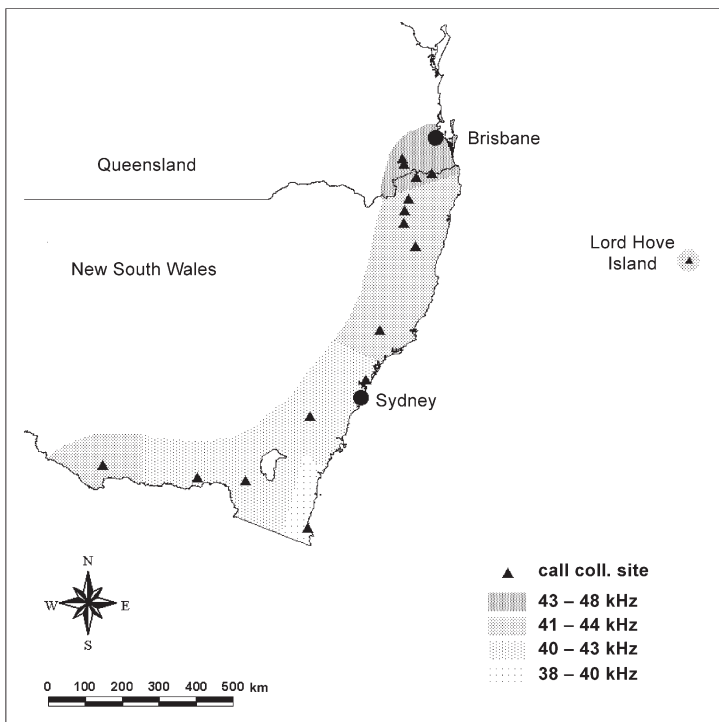 Brisbane
Queensland
Lord Hove
Island
New South Wales
Sydney
N
W E
S
call coll. site
43 – 48 kHz
41 – 44 kHz
40 – 43 kHz
38 – 40 kHz
0 100 200 300 400 500 km